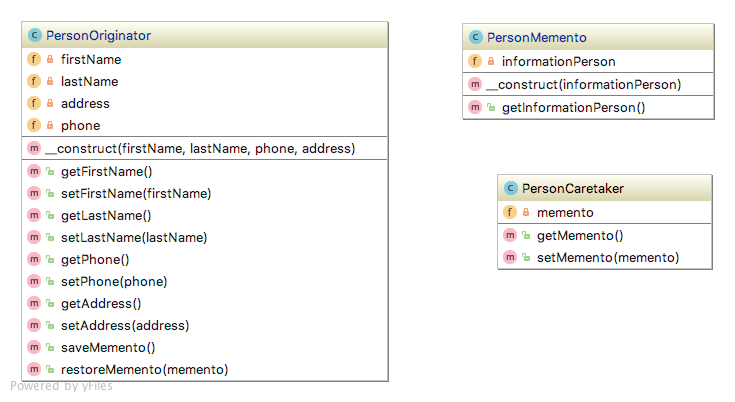 PersonOriginator
firstName
lastName
address
phone
__construct(firstName, lastName, phone, address)
getFirstName()
setFirstName(firstName)
getLastName()
setLastName(lastName)
getPhone()
setPhone(phone)
getAddress()
setAddress(address)
saveMemento()
restoreMemento(memento)
Powered by yFiles
PersonMemento
informationPerson
__construct(informationPerson)
getInformationPerson()
PersonCaretaker
memento
getMemento()
setMemento(memento)